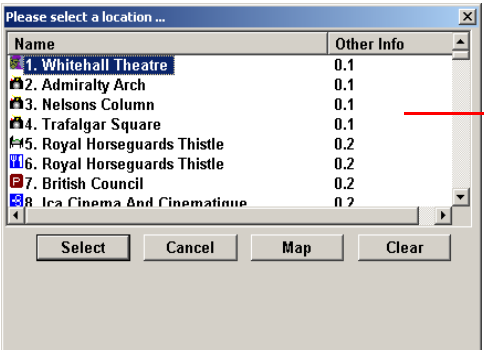 Please select a location ...
Name Other Info
1. Whitehall Theatre 0.1
2. Admiralty Arch 0.1
3. Nelsons Column 0.1
4. Trafalgar Square 0.1
5. Royal Horseguards Thistle 0.2
6. Royal Horseguards Thistle 0.2
P 7. British Council 0.2
8. Ica Cinema And Cinematique 0.2
Select Cancel Map Clear